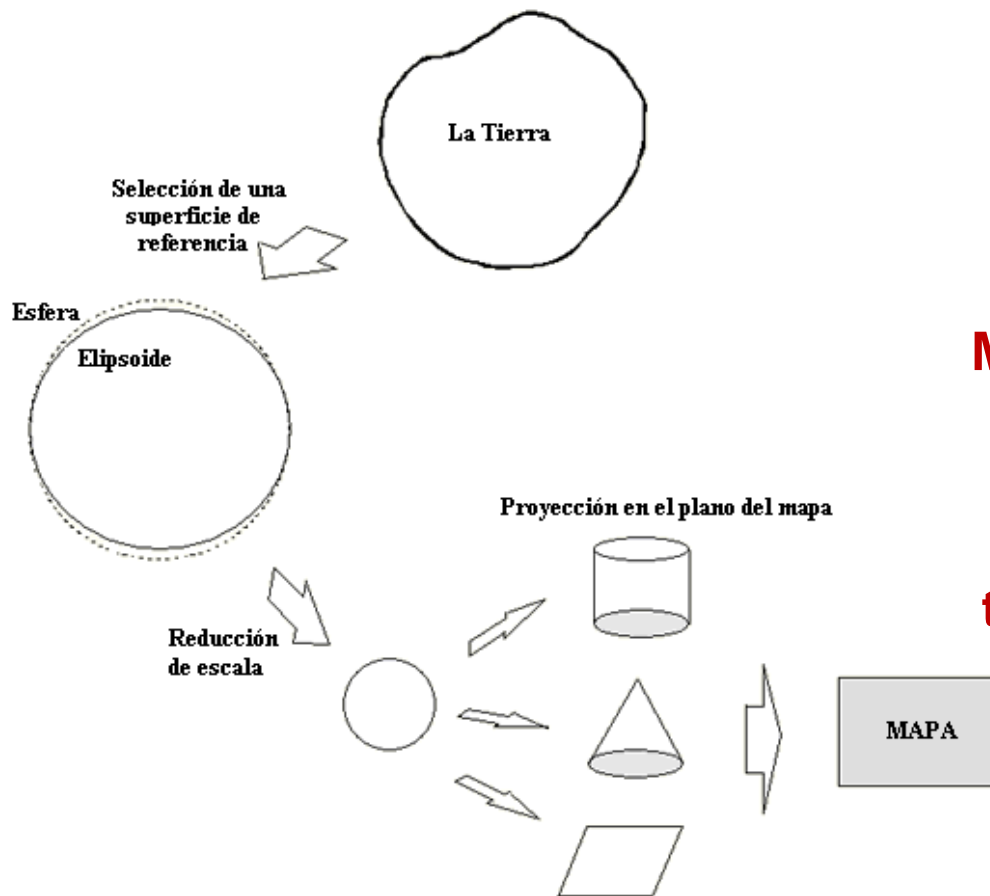 La Tierra
Selección de una
superficie de
referencia
Esfera
Elipsoide
M
Proyección en el plano del mapa
t
Reducción
de escala
MAPA